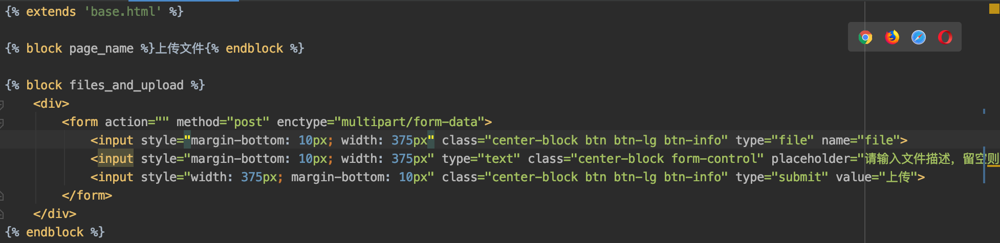 {% extends 'base.html' %}
{% block page_name %}上传文件{% endblock %}
{% block files_and_upload %}
<div>
<form action="" method="post" enctype="multipart/form-data">
<input style="margin-bottom: 10px; width: 375px" class="center-block btn btn-lg btn-info" type="file" name="file">
<input style="margin-bottom: 10px; width: 375px" type="text" class="center-block form-control" placeholder="请输入文件描述，留空则
<input style="width: 375px; margin-bottom: 10px" class="center-block btn btn-lg btn-info" type="submit" value="上传">
</form>
</div>
{% endblock %}